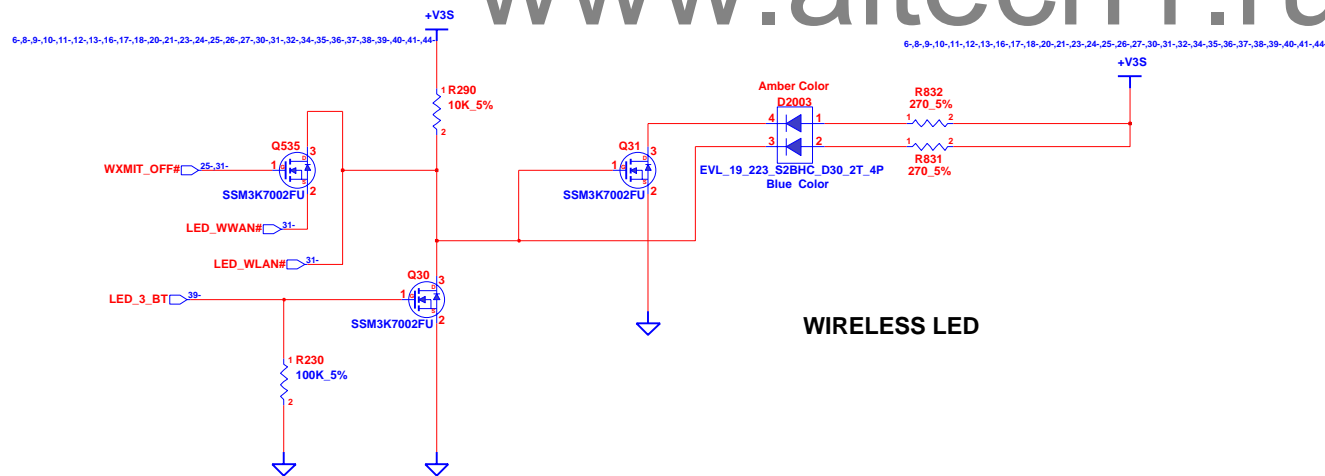 www.aitech1.ru
+V3S
6-,8-,9-,10-,11-,12-,13-,16-,17-,18-,20-,21-,23-,24-,25-,26-,27-,30-,31-,32-,34-,35-,36-,37-,38-,39-,40-,41-,44-
6-,8-,9-,10-,11-,12-,13-,16-,17-,18-,20-,21-,23-,24-,25-,26-,27-,30-,31-,32-,34-,35-,36-,37-,38-,39-,40-,41-,44-
+V3S
1 R290
10K_5%
2
Amber Color
D2003
4 1
3 2
EVL_19_223_S2BHC_D30_2T_4P
Blue Color
R832
270_5%
1 2
1 2
R831
270_5%
Q535
3
D
WXMIT_OFF# 25-,31- 1 G
S
2
SSM3K7002FU
Q31
3
D
1 G
S
2
SSM3K7002FU
LED_WWAN# 31-
LED_WLAN# 31-
Q30
3
D
LED_3_BT 39- 1 G
S
2
SSM3K7002FU
WIRELESS LED
1 R230
100K_5%
2